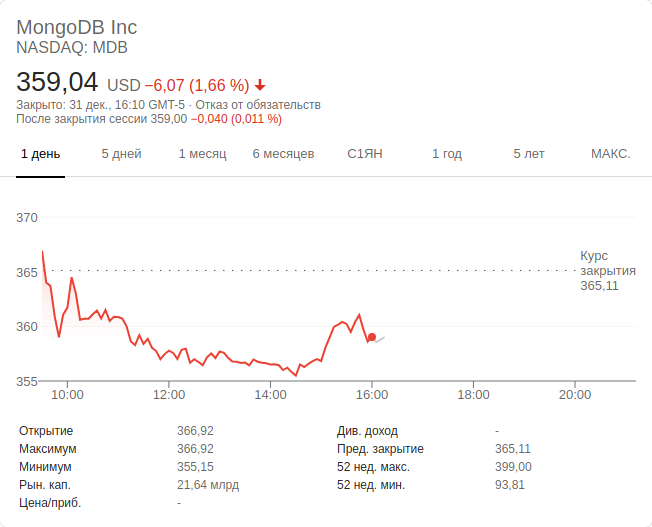 MongoDB Inc
NASDAQ: MDB
359,04 USD −6,07 (1,66 %)
Закрыто: 31 дек., 16:10 GMT-5 · Отказ от обязательств
После закрытия сессии 359,00 −0,040 (0,011 %)
1 день 5 дней 1 месяц 6 месяцев С1ЯН 1 год 5 лет МАКС.
370
365
360
355
Курс
закрытия
365,11
10:00 12:00 14:00 16:00 18:00 20:00
Открытие 366,92 Див. доход -
Максимум 366,92 Пред. закрытие 365,11
Минимум 355,15 52 нед. макс. 399,00
Рын. кап. 21,64 млрд 52 нед. мин. 93,81
Цена/приб. -